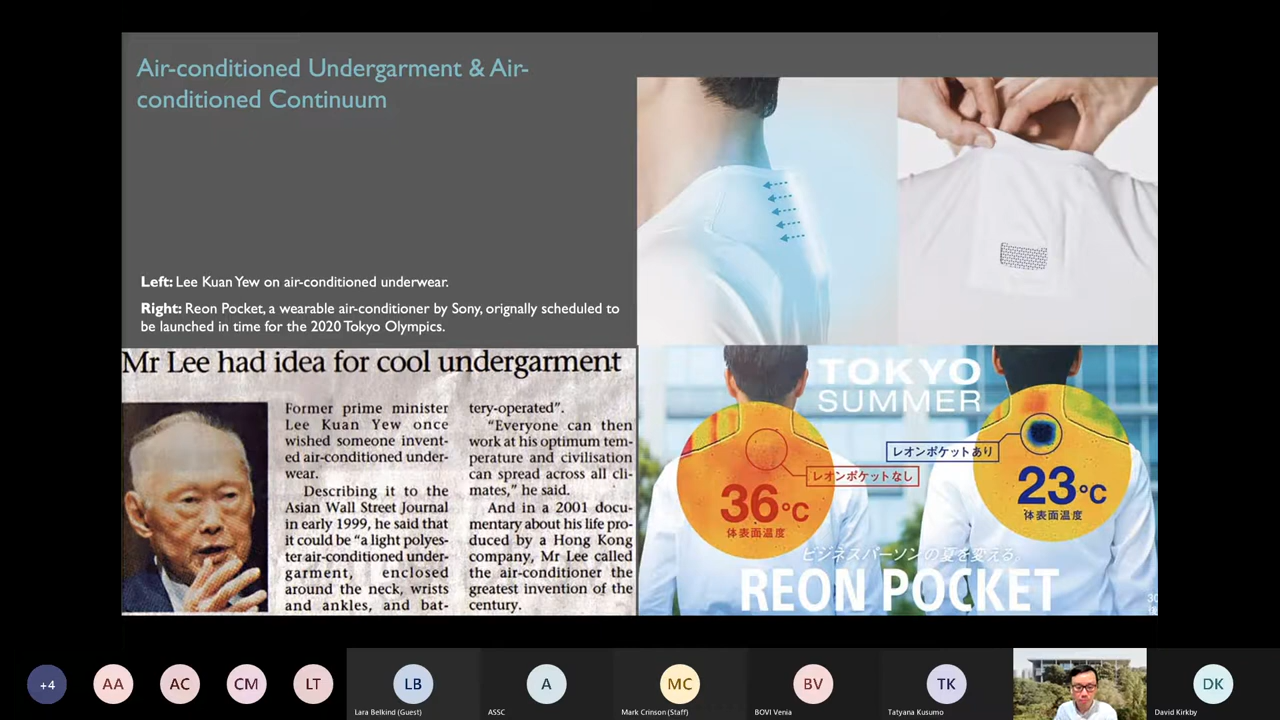 Air-conditioned Undergarment & Air-
conditioned Continuum
Left: Lee Kuan Yew on air-conditioned underwear.
Right: Reon Pocket, a wearable air-conditioner by Sony, orignally scheduled to
be launched in time for the 2020 Tokyo Olympics.
Mr Lee had idea for cool undergarment
Former prime minister
Lee Kuan Yew once
wished someone invent-
ed air-conditioned under-
wear.
Describing it to the
Asian Wall Street Journal
in early 1999, he said that
it could be “a light polyes-
ter air-conditioned under-
garment, enclosed
around the neck, wrists
and ankles, and bat-
tery-operated”.
“Everyone can then
work at his optimum tem-
perature and civilisation
can spread across all cli-
mates,” he said.
And in a 2001 docu-
mentary about his life pro-
duced by a Hong Kong
company, Mr Lee called
the air-conditioner the
greatest invention of the
century.
TOKYO
SUMMER
レオンポケットあり
レオンポケットなし
36°C
体表面温度
23°C
体表面温度
ビジネスパーソンの夏を変える
REON POCKET
+4
AA
AC
CM
LT
LB
Lara Belkind (Guest)
A
ASSC
MC
Mark Crinson (Staff)
BV
BOVI Venia
TK
Tatyana Kusumo
DK
David Kirkby